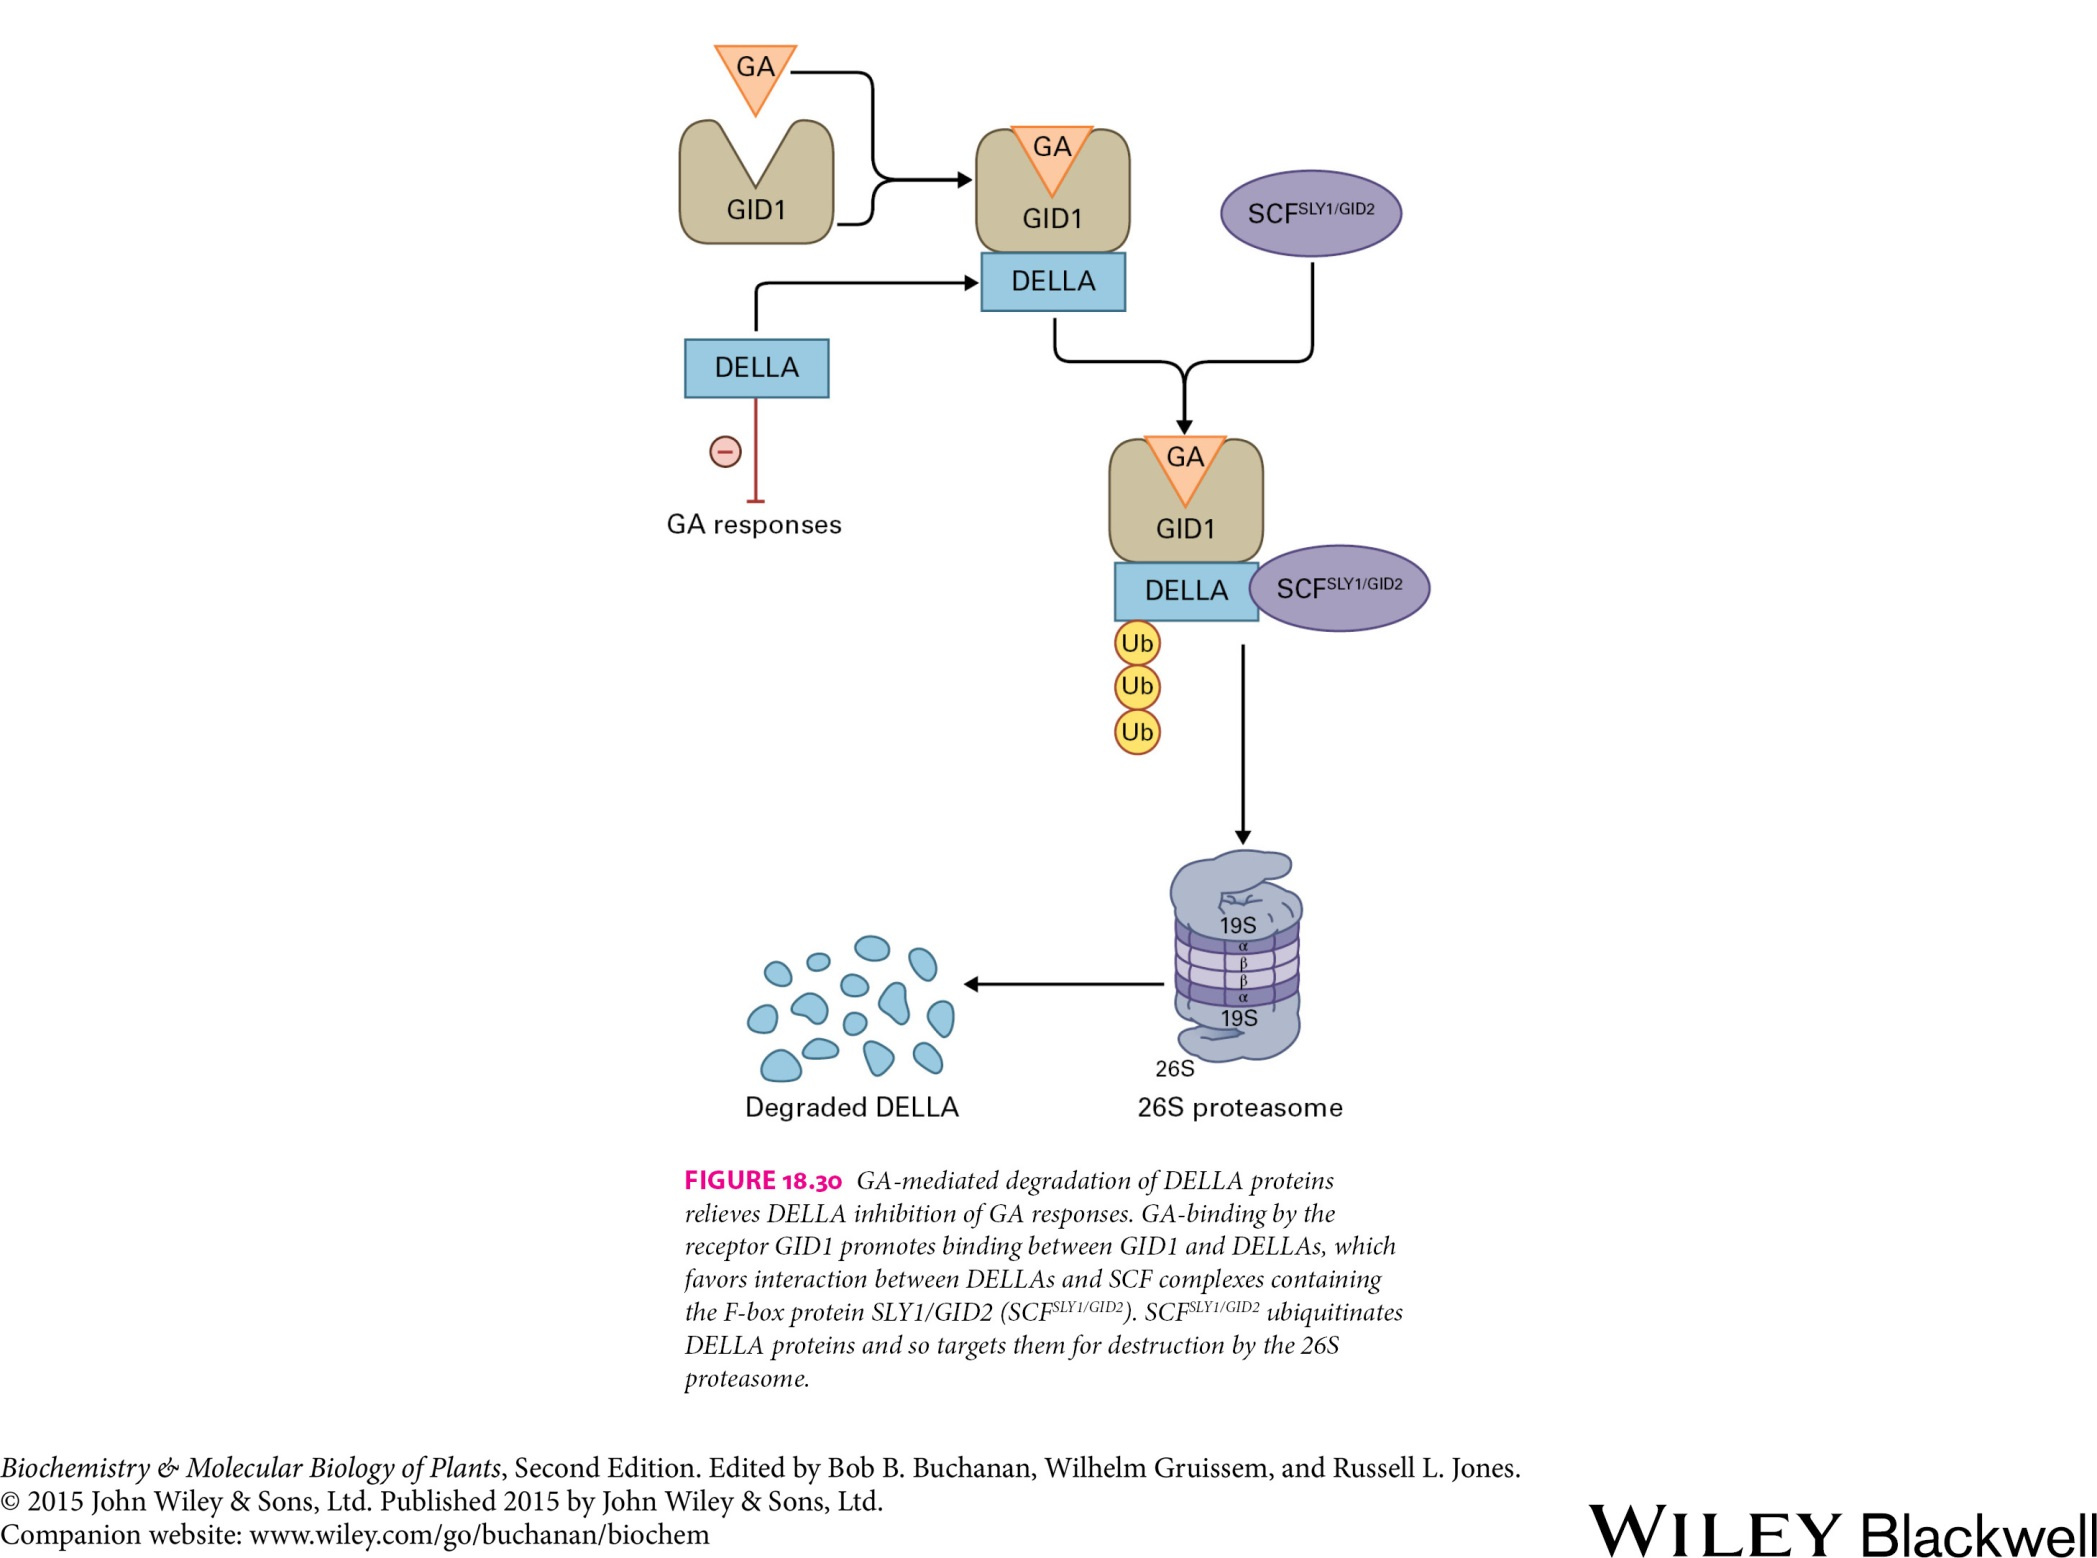 GA
GID1
GA
GID1
DELLA
SCFSLY1/GID2
DELLA
GA responses
GA
GID1
DELLA
SCFSLY1/GID2
Ub
Ub
Ub
19S
α
β
β
α
19S
26S
Degraded DELLA
26S proteasome
FIGURE 18.30 GA-mediated degradation of DELLA proteins
relieves DELLA inhibition of GA responses. GA-binding by the
receptor GID1 promotes binding between GID1 and DELLAs, which
favors interaction between DELLAs and SCF complexes containing
the F-box protein SLY1/GID2 (SCFSLY1/GID2). SCFSLY1/GID2 ubiquitinates
DELLA proteins and so targets them for destruction by the 26S
proteasome.
Biochemistry & Molecular Biology of Plants, Second Edition. Edited by Bob B. Buchanan, Wilhelm Gruissem, and Russell L. Jones.
© 2015 John Wiley & Sons, Ltd. Published 2015 by John Wiley & Sons, Ltd.
Companion website: www.wiley.com/go/buchanan/biochem
WILEY Blackwell